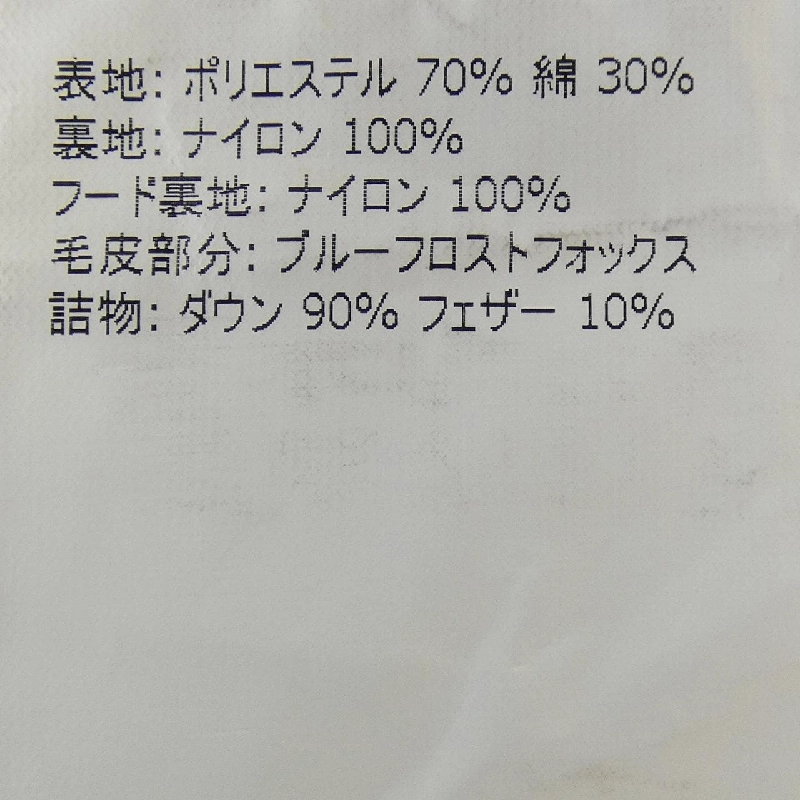 表地: ポリエステル 70% 綿 30%
裏地: ナイロン 100%
フード裏地: ナイロン 100%
毛皮部分: ブルーフロストフォックス
詰物: ダウン 90% フェザー 10%